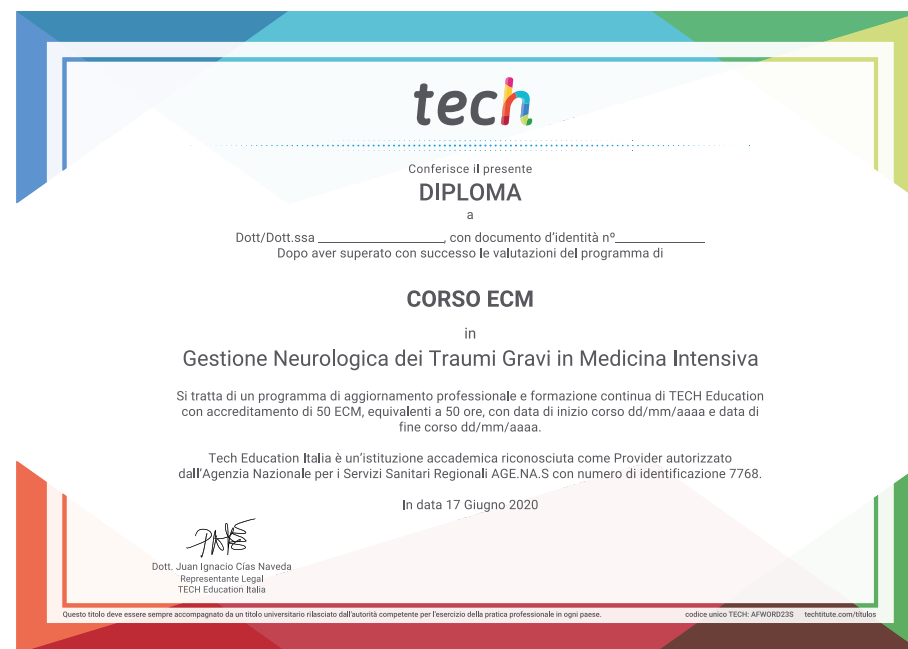 tech
Conferisce il presente
DIPLOMA
a
Dott/Dott.ssa ____________________, con documento d'identità nº______________
Dopo aver superato con successo le valutazioni del programma di
CORSO ECM
in
Gestione Neurologica dei Traumi Gravi in Medicina Intensiva
Si tratta di un programma di aggiornamento professionale e formazione continua di TECH Education
con accreditamento di 50 ECM, equivalenti a 50 ore, con data di inizio corso dd/mm/aaaa e data di
fine corso dd/mm/aaaa.
Tech Education Italia è un'istituzione accademica riconosciuta come Provider autorizzato
dall'Agenzia Nazionale per i Servizi Sanitari Regionali AGE.NA.S con numero di identificazione 7768.
In data 17 Giugno 2020
Dott. Juan Ignacio Cías Naveda
Representante Legal
TECH Education Italia
Questo titolo deve essere sempre accompagnato da un titolo universitario rilasciato dall'autorità competente per l'esercizio della pratica professionale in ogni paese. codice unico TECH: AFWORD23S techtitute.com/titulos